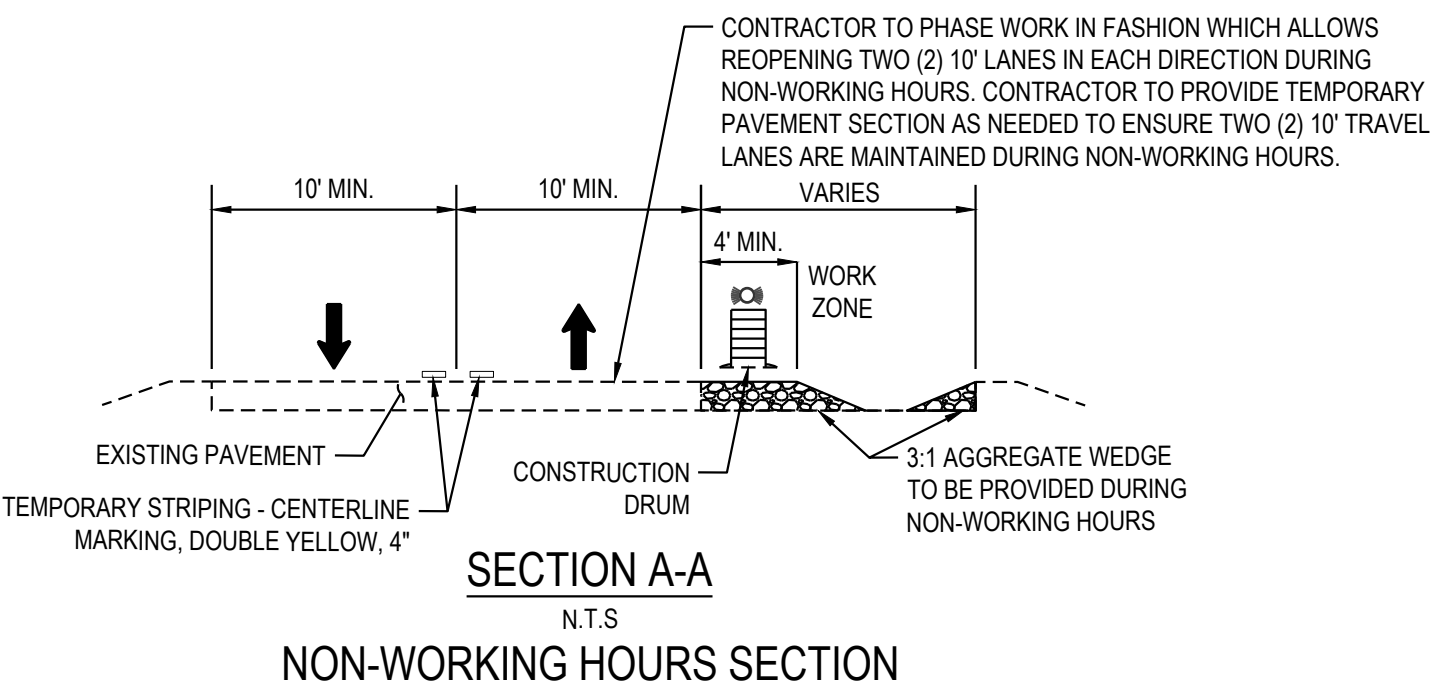 CONTRACTOR TO PHASE WORK IN FASHION WHICH ALLOWS
REOPENING TWO (2) 10' LANES IN EACH DIRECTION DURING
NON-WORKING HOURS. CONTRACTOR TO PROVIDE TEMPORARY
PAVEMENT SECTION AS NEEDED TO ENSURE TWO (2) 10' TRAVEL
LANES ARE MAINTAINED DURING NON-WORKING HOURS.
10' MIN.
10' MIN.
VARIES
4' MIN.
WORK
ZONE
EXISTING PAVEMENT
TEMPORARY STRIPING - CENTERLINE
MARKING, DOUBLE YELLOW, 4"
CONSTRUCTION
DRUM
3:1 AGGREGATE WEDGE
TO BE PROVIDED DURING
NON-WORKING HOURS
SECTION A-A
N.T.S
NON-WORKING HOURS SECTION